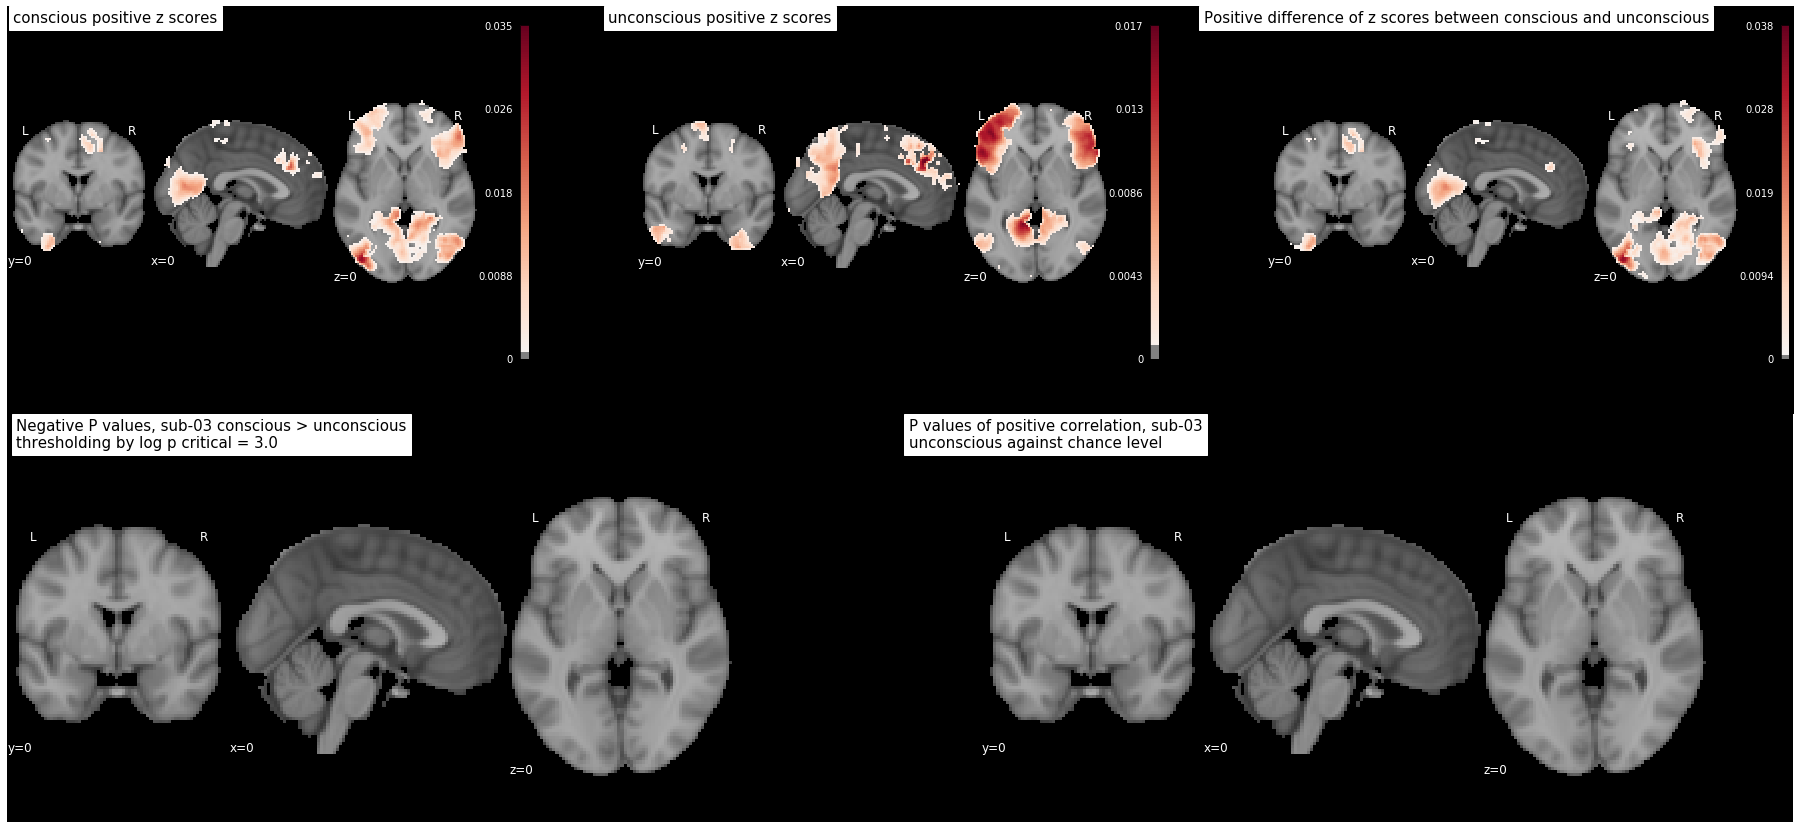 conscious positive z scores
unconscious positive z scores
Positive difference of z scores between conscious and unconscious
0.035
0.026
0.018
0.0088
0
L
R
L
R
y=0
x=0
z=0
0.017
0.013
0.0086
0.0043
0
L
R
L
R
y=0
x=0
z=0
0.038
0.028
0.019
0.0094
0
L
R
L
R
y=0
x=0
z=0
Negative P values, sub-03 conscious > unconscious
thresholding by log p critical = 3.0
L
R
L
R
y=0
x=0
z=0
P values of positive correlation, sub-03
unconscious against chance level
L
R
L
R
y=0
x=0
z=0